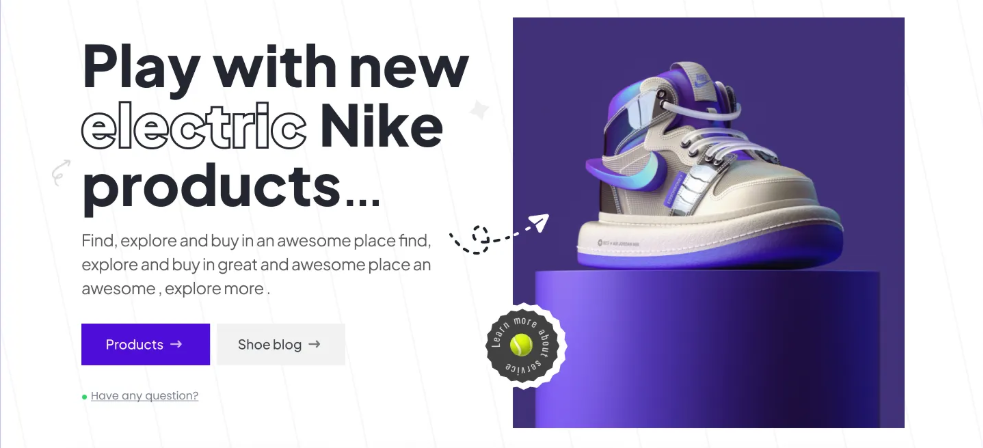 Play with new
electric Nike
products...
Find, explore and buy in an awesome place find,
explore and buy in great and awesome place an
awesome , explore more .
Products →
Shoe blog →
Have any question?
Learn more about service